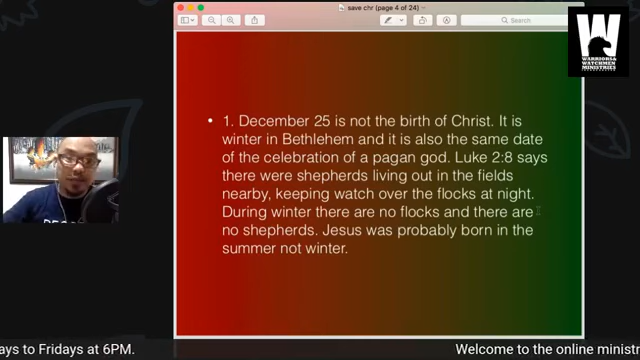 save chr (page 4 of 24)
Search
WARRIORS &
WATCHMEN
MINISTRIES
• 1. December 25 is not the birth of Christ. It is
winter in Bethlehem and it is also the same date
of the celebration of a pagan god. Luke 2:8 says
there were shepherds living out in the fields
nearby, keeping watch over the flocks at night.
During winter there are no flocks and there are
no shepherds. Jesus was probably born in the
summer not winter.
ays to Fridays at 6PM.
Welcome to the online ministr